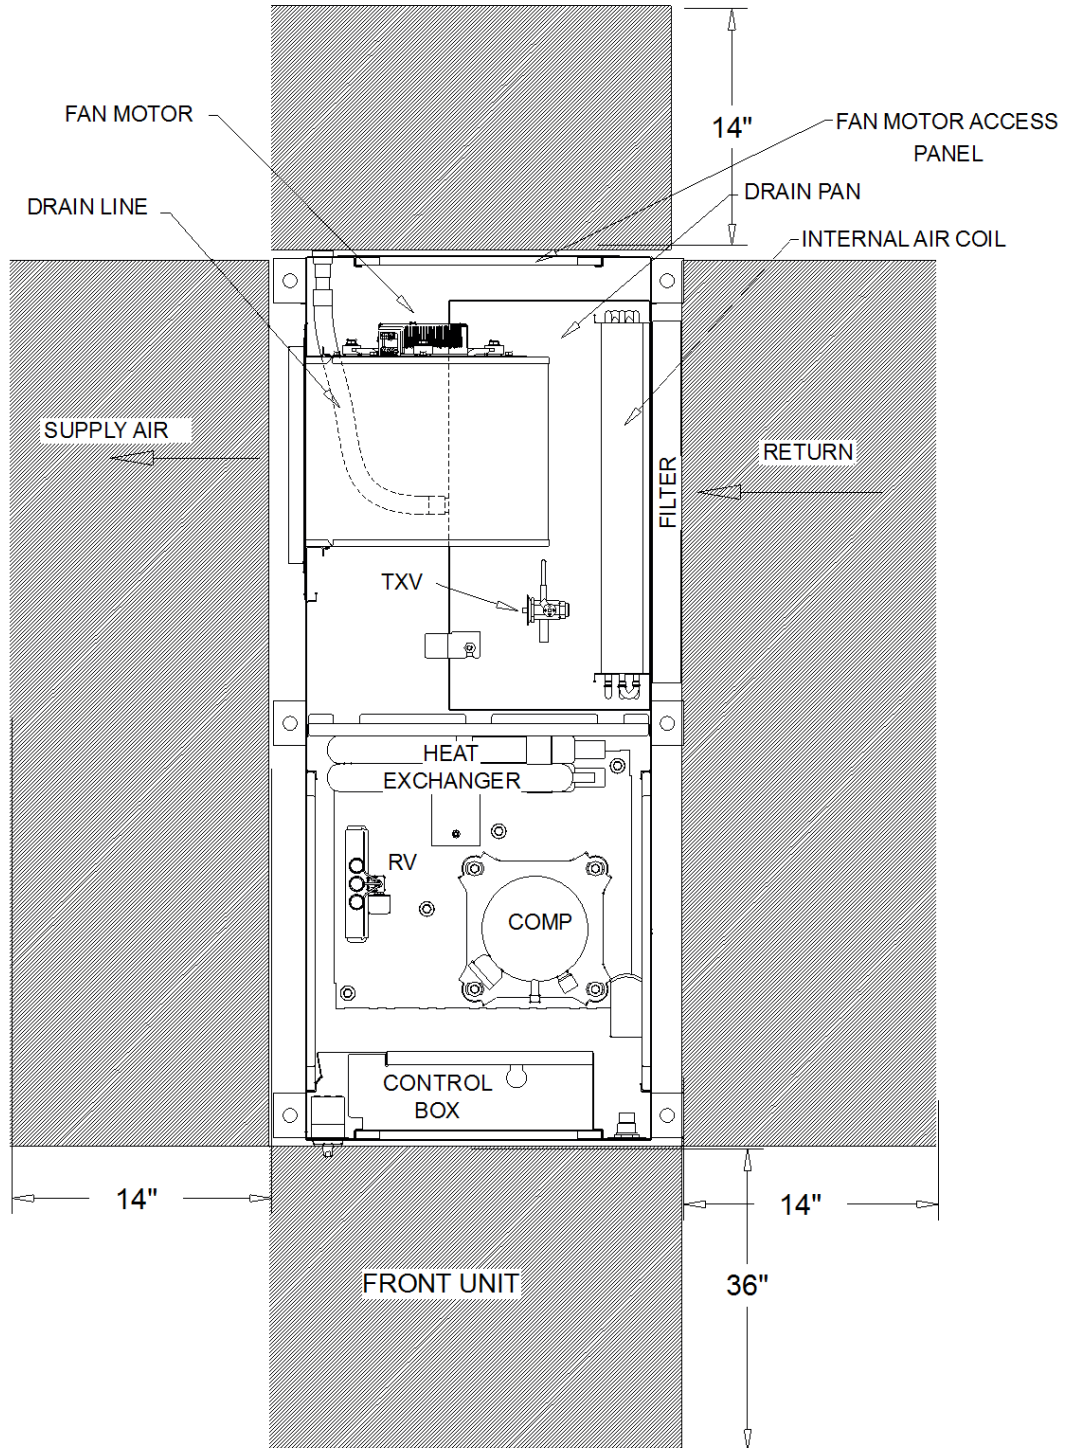 FAN MOTOR
14"
FAN MOTOR ACCESS
PANEL
DRAIN PAN
DRAIN LINE
INTERNAL AIR COIL
SUPPLY AIR
RETURN
FILTER
TXV
HEAT
EXCHANGER
RV
COMP
CONTROL
BOX
14"
14"
FRONT UNIT
36"